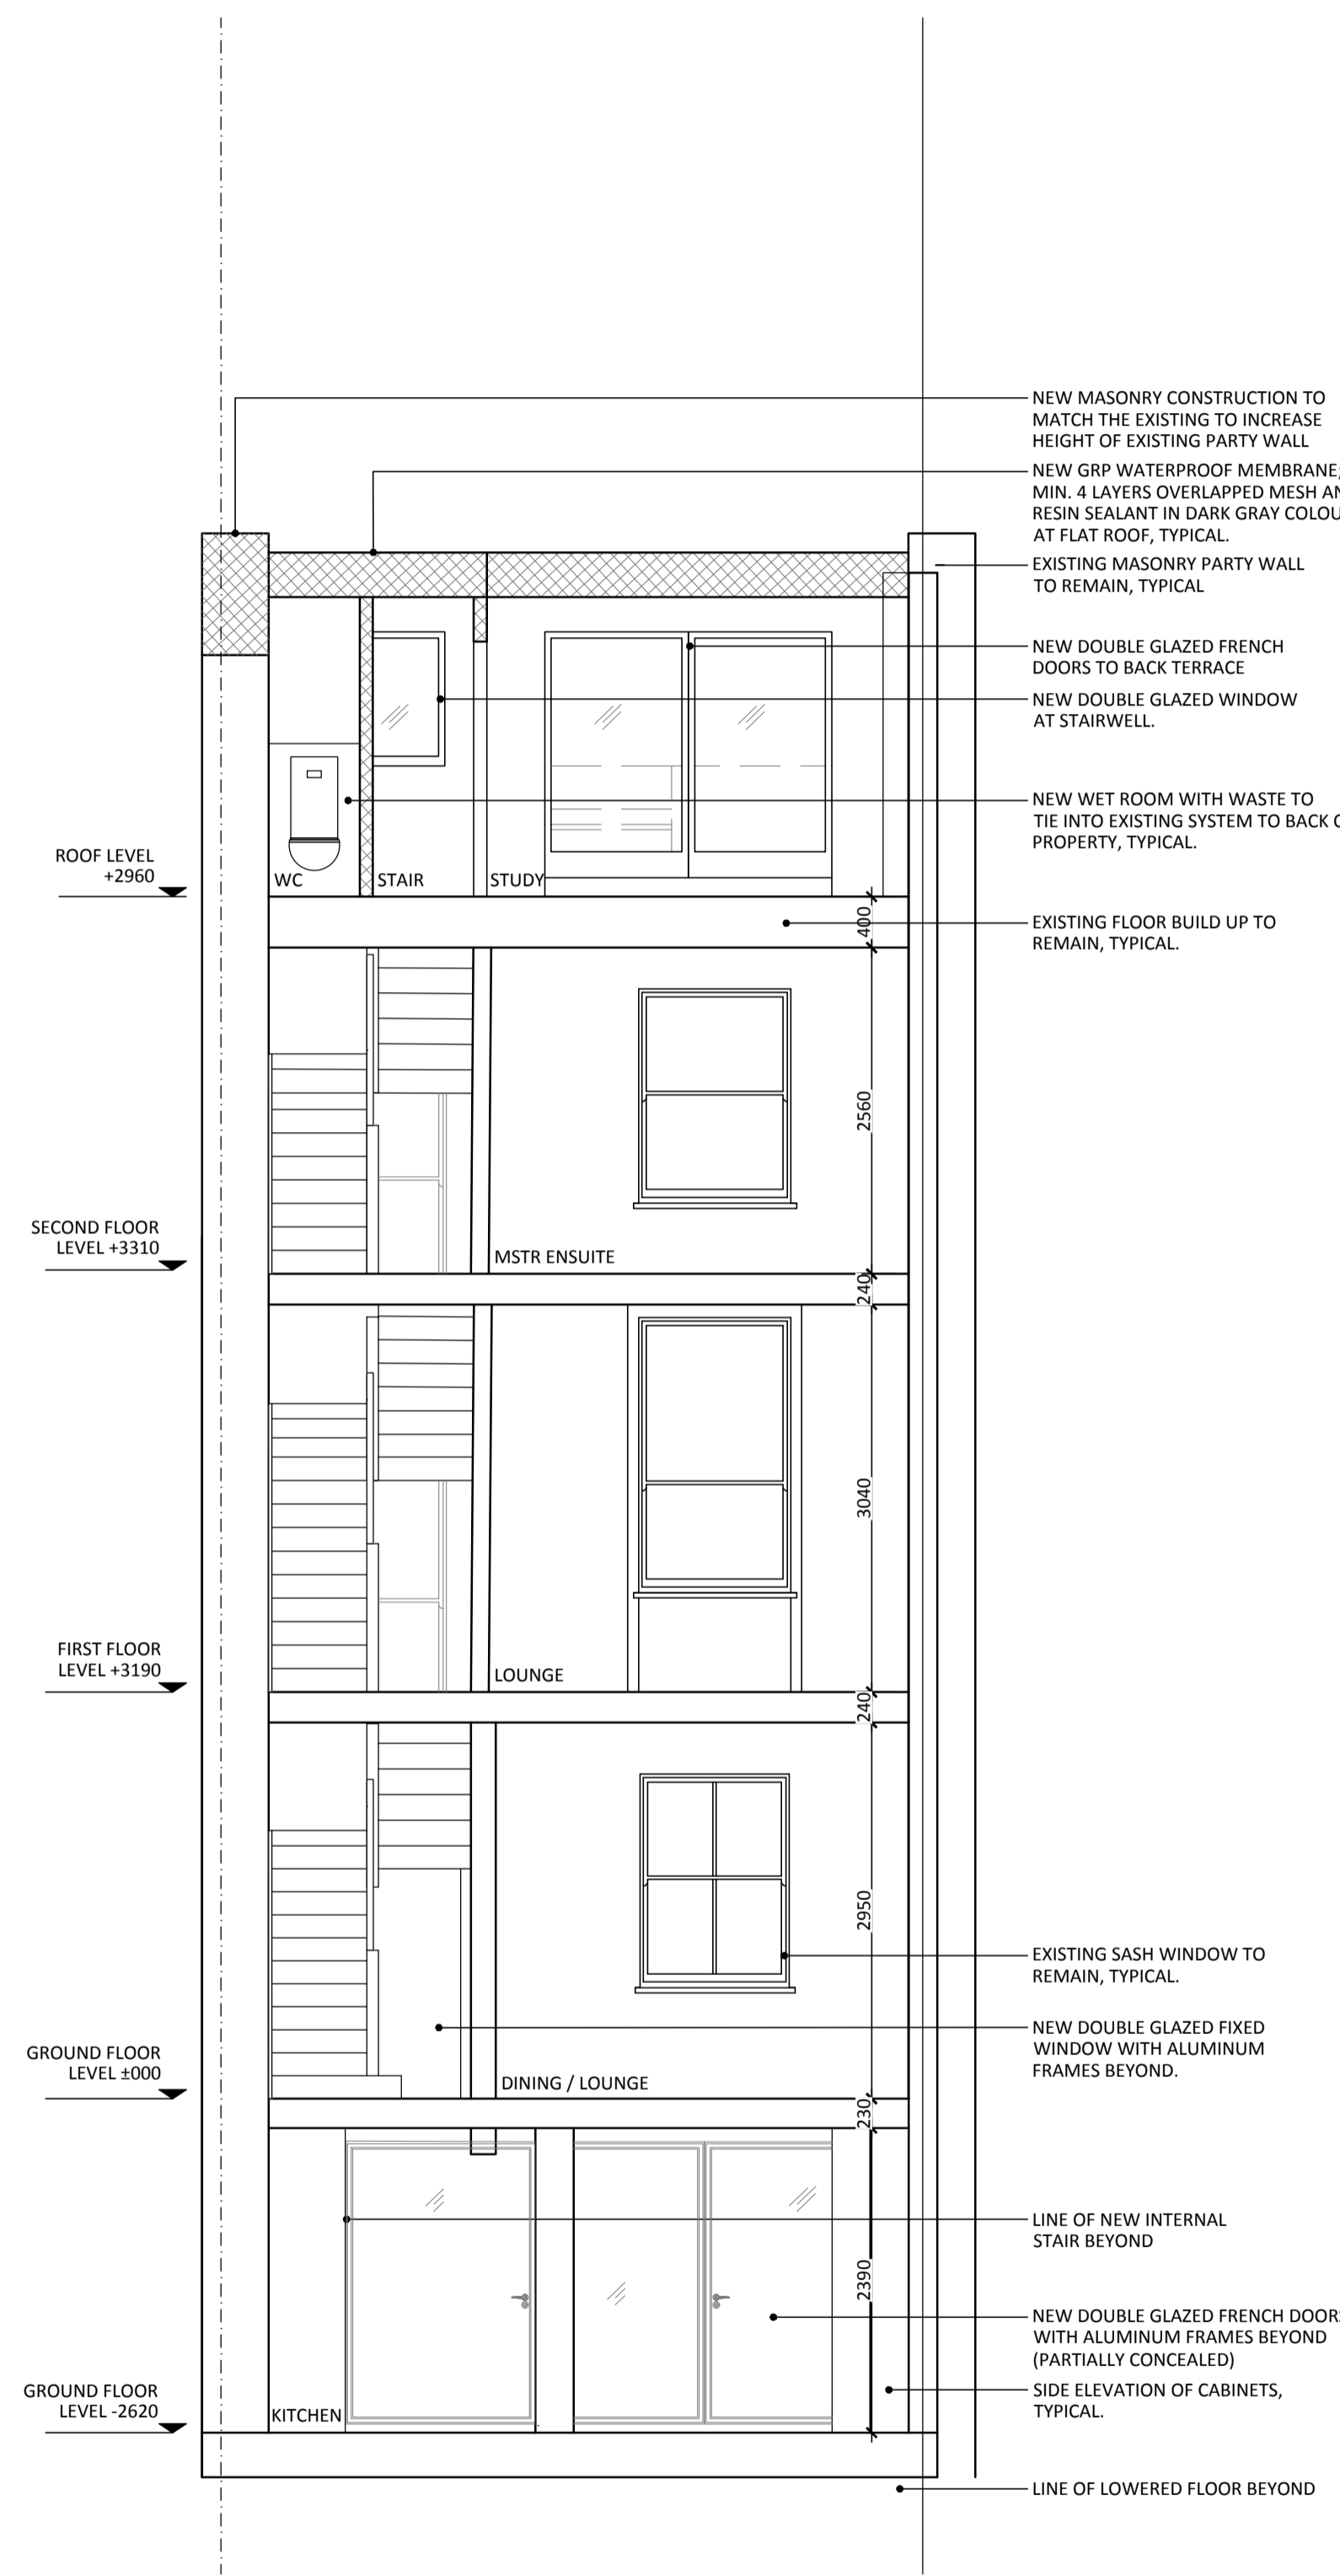 NEW MASONRY CONSTRUCTION TO
MATCH THE EXISTING TO INCREASE
HEIGHT OF EXISTING PARTY WALL
NEW GRP WATERPROOF MEMBRANE;
MIN. 4 LAYERS OVERLAPPED MESH AN
RESIN SEALANT IN DARK GRAY COLOU
AT FLAT ROOF, TYPICAL.
EXISTING MASONRY PARTY WALL
TO REMAIN, TYPICAL
NEW DOUBLE GLAZED FRENCH
DOORS TO BACK TERRACE
NEW DOUBLE GLAZED WINDOW
AT STAIRWELL.
NEW WET ROOM WITH WASTE TO
TIE INTO EXISTING SYSTEM TO BACK
PROPERTY, TYPICAL.
ROOF LEVEL
+2960
WC
STAIR
STUDY
400
EXISTING FLOOR BUILD UP TO
REMAIN, TYPICAL.
2560
SECOND FLOOR
LEVEL +3310
MSTR ENSUITE
240
3040
FIRST FLOOR
LEVEL +3190
LOUNGE
240
2950
EXISTING SASH WINDOW TO
REMAIN, TYPICAL.
NEW DOUBLE GLAZED FIXED
WINDOW WITH ALUMINUM
FRAMES BEYOND.
GROUND FLOOR
LEVEL ±000
DINING / LOUNGE
230
LINE OF NEW INTERNAL
STAIR BEYOND
2390
NEW DOUBLE GLAZED FRENCH DOORS
WITH ALUMINUM FRAMES BEYOND
(PARTIALLY CONCEALED)
SIDE ELEVATION OF CABINETS,
TYPICAL.
GROUND FLOOR
LEVEL -2620
KITCHEN
LINE OF LOWERED FLOOR BEYOND